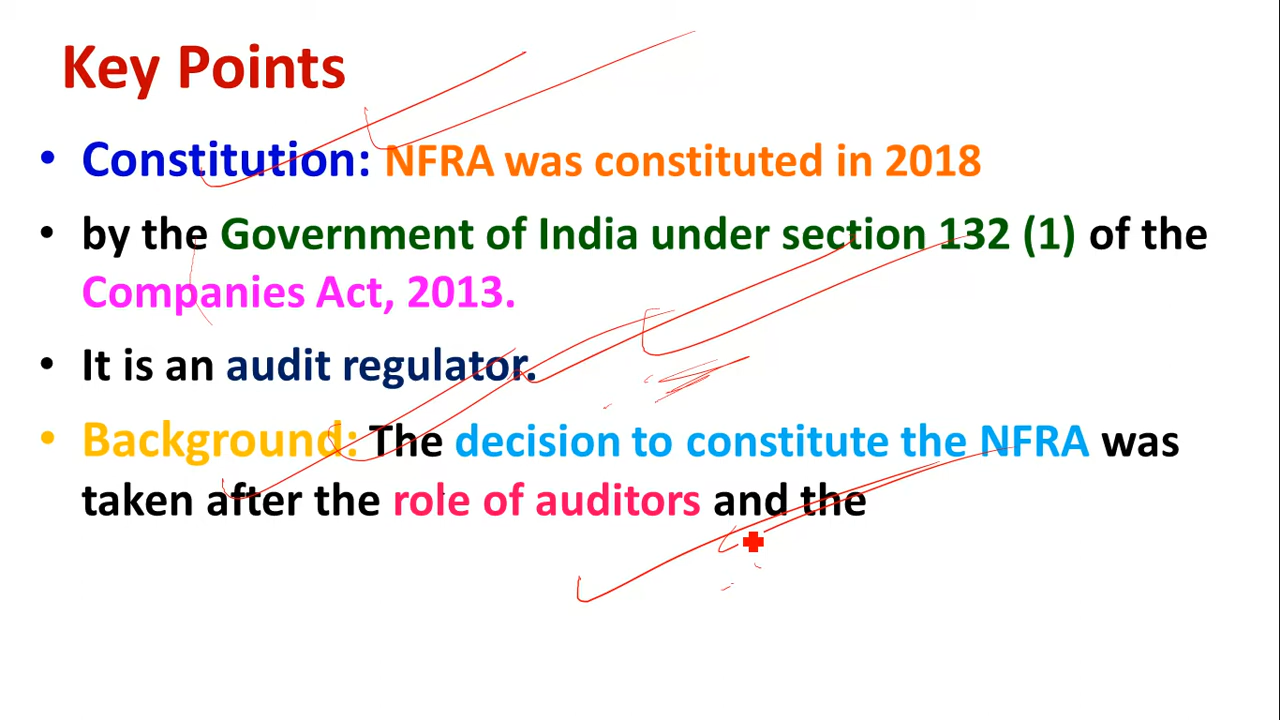 Key Points
• Constitution: NFRA was constituted in 2018
• by the Government of India under section 132 (1) of the
Companies Act, 2013.
• It is an audit regulator.
• Background: The decision to constitute the NFRA was
taken after the role of auditors and the